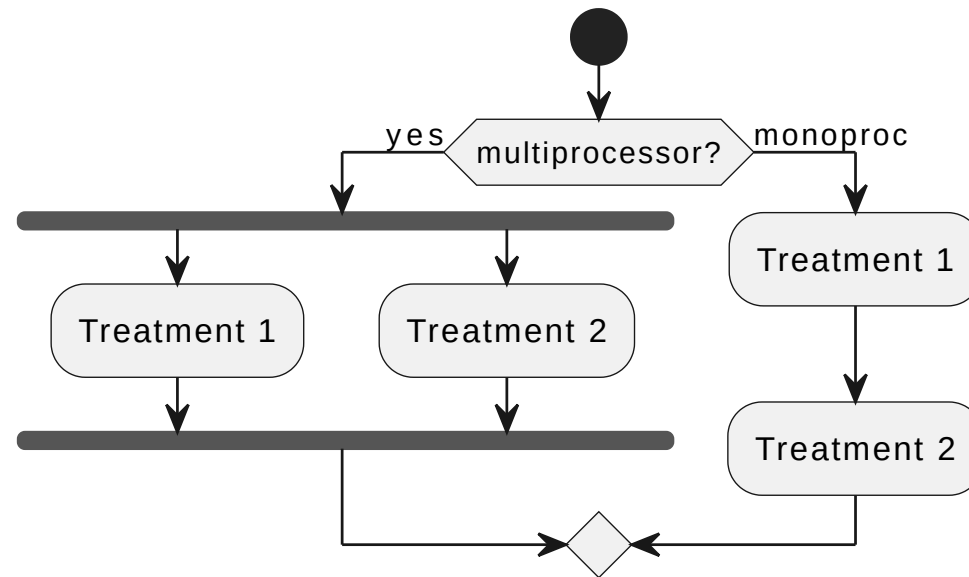 yes
multiprocessor?
monoproc
Treatment 1
Treatment 2
Treatment 1
Treatment 2